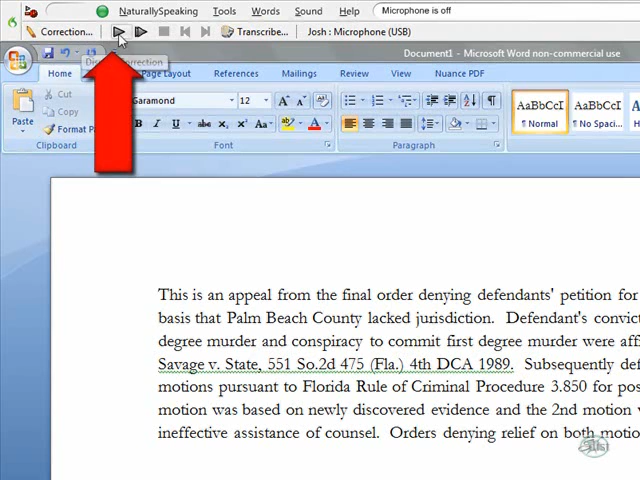 NaturallySpeaking Tools Words Sound Help Microphone is off
Correction... Transcribe... Josh : Microphone (USB)
Document1 - Microsoft Word non-commercial use
Correction
Home Page Layout References Mailings Review View Nuance PDF
Cut
Copy
Format
Paste
Clipboard
Garamond 12
B I U abe x₂ x² Aa A
Font
Paragraph
AaBbCcI AaBbCcI
¶ Normal ¶ No Spaci...
This is an appeal from the final order denying defendants' petition for
basis that Palm Beach County lacked jurisdiction. Defendant's convict
degree murder and conspiracy to commit first degree murder were aff
Savage v. State, 551 So.2d 475 (Fla.) 4th DCA 1989. Subsequently def
motions pursuant to Florida Rule of Criminal Procedure 3.850 for pos
motion was based on newly discovered evidence and the 2nd motion
ineffective assistance of counsel. Orders denying relief on both motio